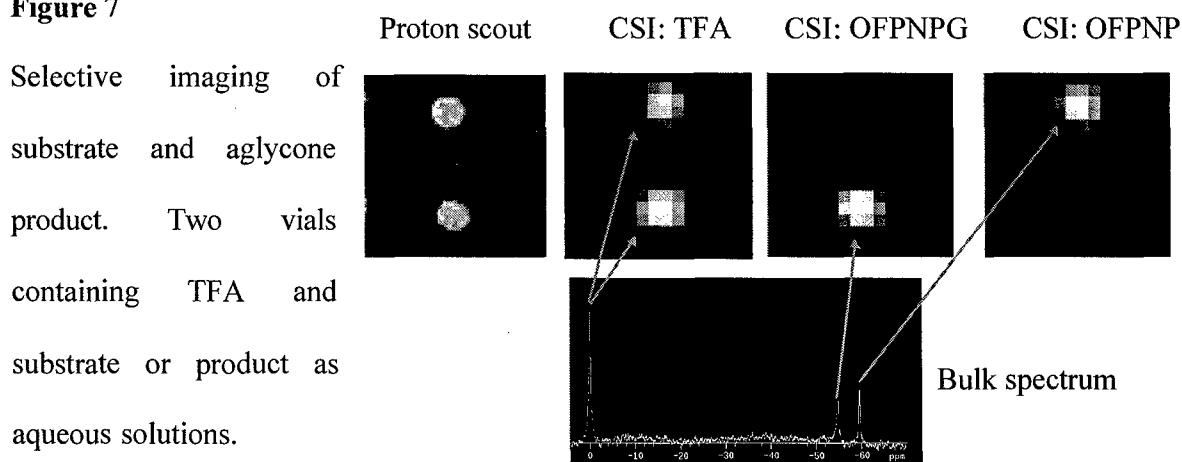 Figure 7
Selective imaging of
substrate and aglycone
product. Two vials
containing TFA and
substrate or product as
aqueous solutions.
Proton scout CSI: TFA CSI: OFPNPG CSI: OFPNP
Bulk spectrum
0 -10 -20 -30 -40 -50 -60 ppm